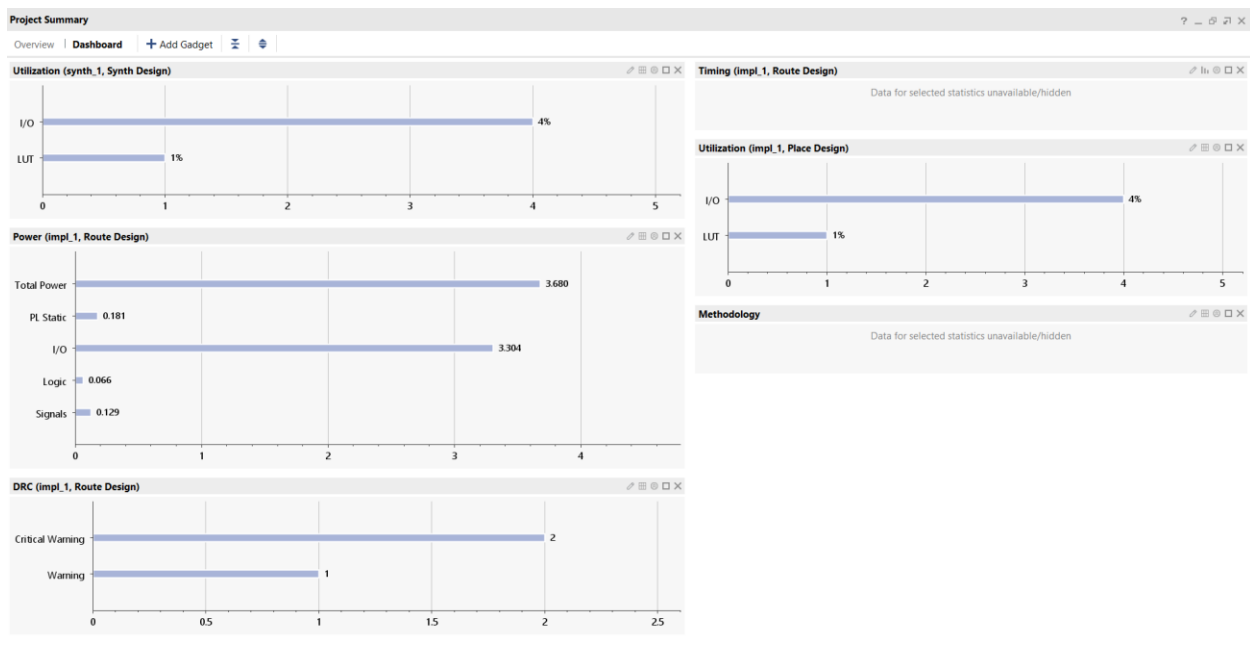 Project Summary
Overview | Dashboard + Add Gadget
Utilization (synth_1, Synth Design)
I/O 4%
LUT 1%
0 1 2 3 4 5
Power (impl_1, Route Design)
Total Power 3.680
PL Static 0.181
I/O 3.304
Logic 0.066
Signals 0.129
0 1 2 3 4
DRC (impl_1, Route Design)
Critical Warning 2
Warning 1
0 0.5 1 1.5 2 2.5
Timing (impl_1, Route Design)
Data for selected statistics unavailable/hidden
Utilization (impl_1, Place Design)
I/O 4%
LUT 1%
0 1 2 3 4 5
Methodology
Data for selected statistics unavailable/hidden